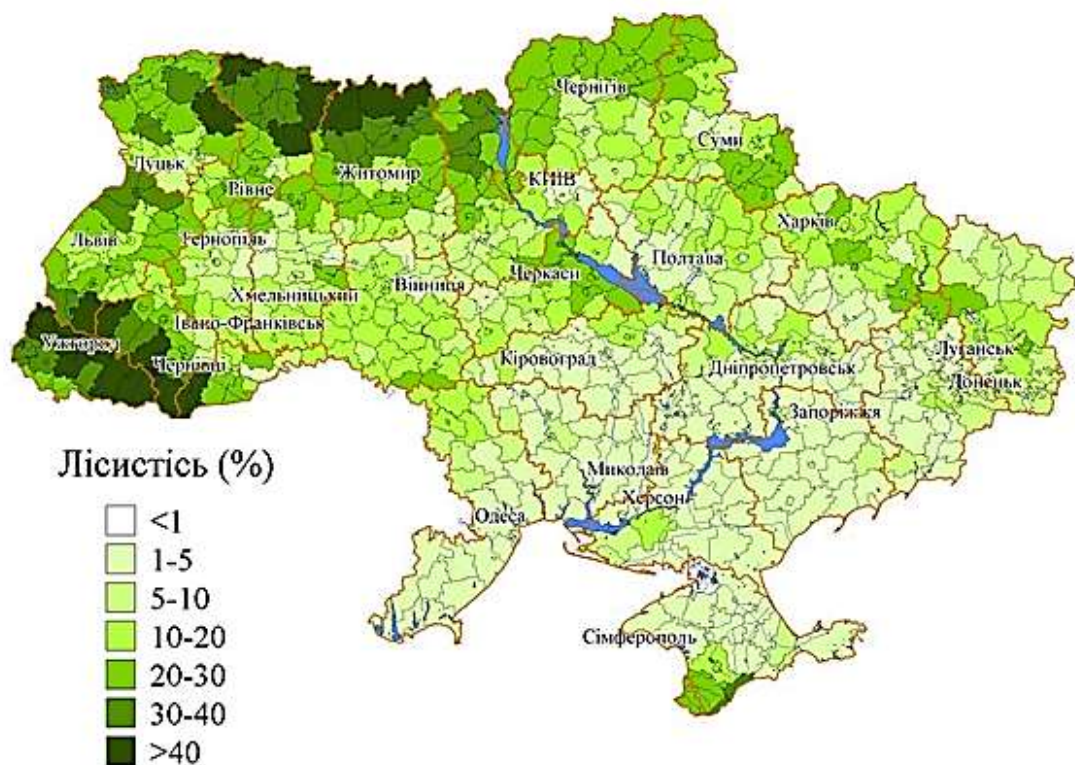 Чернігів
Суми
Луцьк
Рівне
Житомир
КИЇВ
Харків
Львів
Тернопіль
Полтава
Черкаси
Вінниця
Хмельницький
Івано-Франківськ
Ужгород
Чернівці
Кіровоград
Дніпропетровськ
Луганськ
Донецьк
Запоріжжя
Миколаїв
Херсон
Одеса
Сімферополь
Лісистісь (%)
<1
1-5
5-10
10-20
20-30
30-40
>40